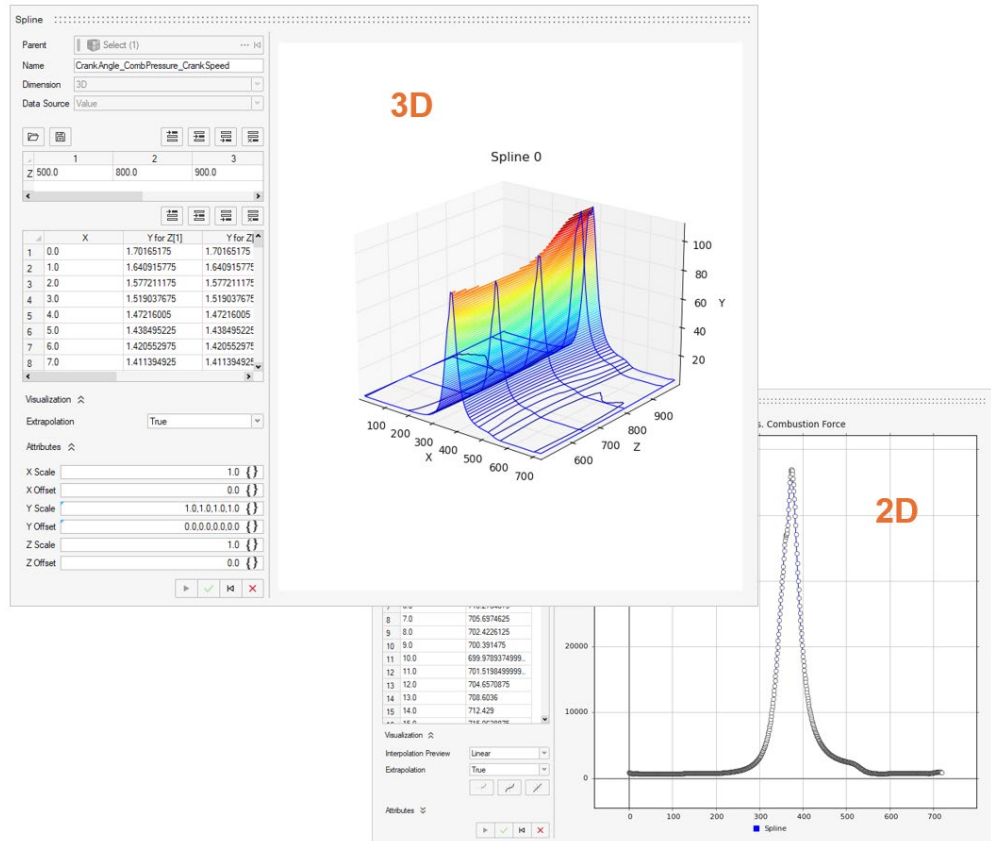 Spline
Parent Select (1)
Name CrankAngle_CombPressure_CrankSpeed
Dimension 3D
Data Source Value
1 2 3
Z 500.0 800.0 900.0
X Y for Z[1] Y for Z[
1 0.0 1.70165175 1.70165175
2 1.0 1.640915775 1.640915775
3 2.0 1.577211175 1.577211175
4 3.0 1.519037675 1.519037675
5 4.0 1.47216005 1.47216005
6 5.0 1.438495225 1.438495225
7 6.0 1.420552975 1.420552975
8 7.0 1.411394925 1.411394925
Visualization
Extrapolation True
Attributes
X Scale 1.0 {}
X Offset 0.0 {}
Y Scale 1.0,1.0,1.0,1.0 {}
Y Offset 0.0,0.0,0.0,0.0 {}
Z Scale 1.0 {}
Z Offset 0.0 {}
3D
Spline 0
100
80
60 Y
40
20
100 200 300 400 500 600 700
X
600 700 800 900
Z
s. Combustion Force
2D
8 7.0 705.6974625
9 8.0 702.4226125
10 9.0 700.391475
11 10.0 699.9789374999..
12 11.0 701.5198499999..
13 12.0 704.6570875
14 13.0 708.6036
15 14.0 712.429
Visualization
Interpolation Preview Linear
Extrapolation True
Attributes
20000
10000
0
0 100 200 300 400 500 600 700
Spline